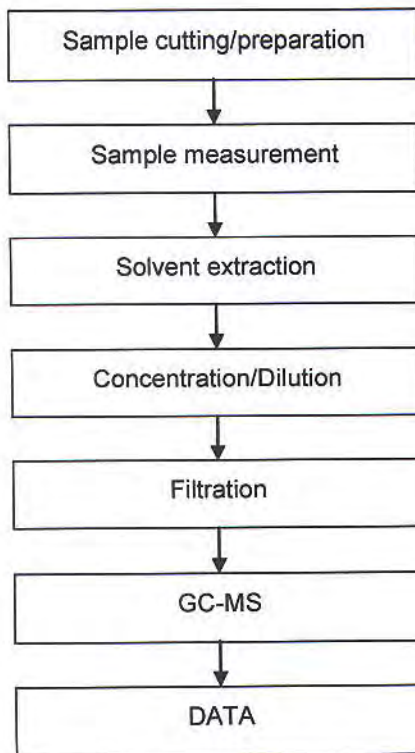 Sample cutting/preparation
Sample measurement
Solvent extraction
Concentration/Dilution
Filtration
GC-MS
DATA